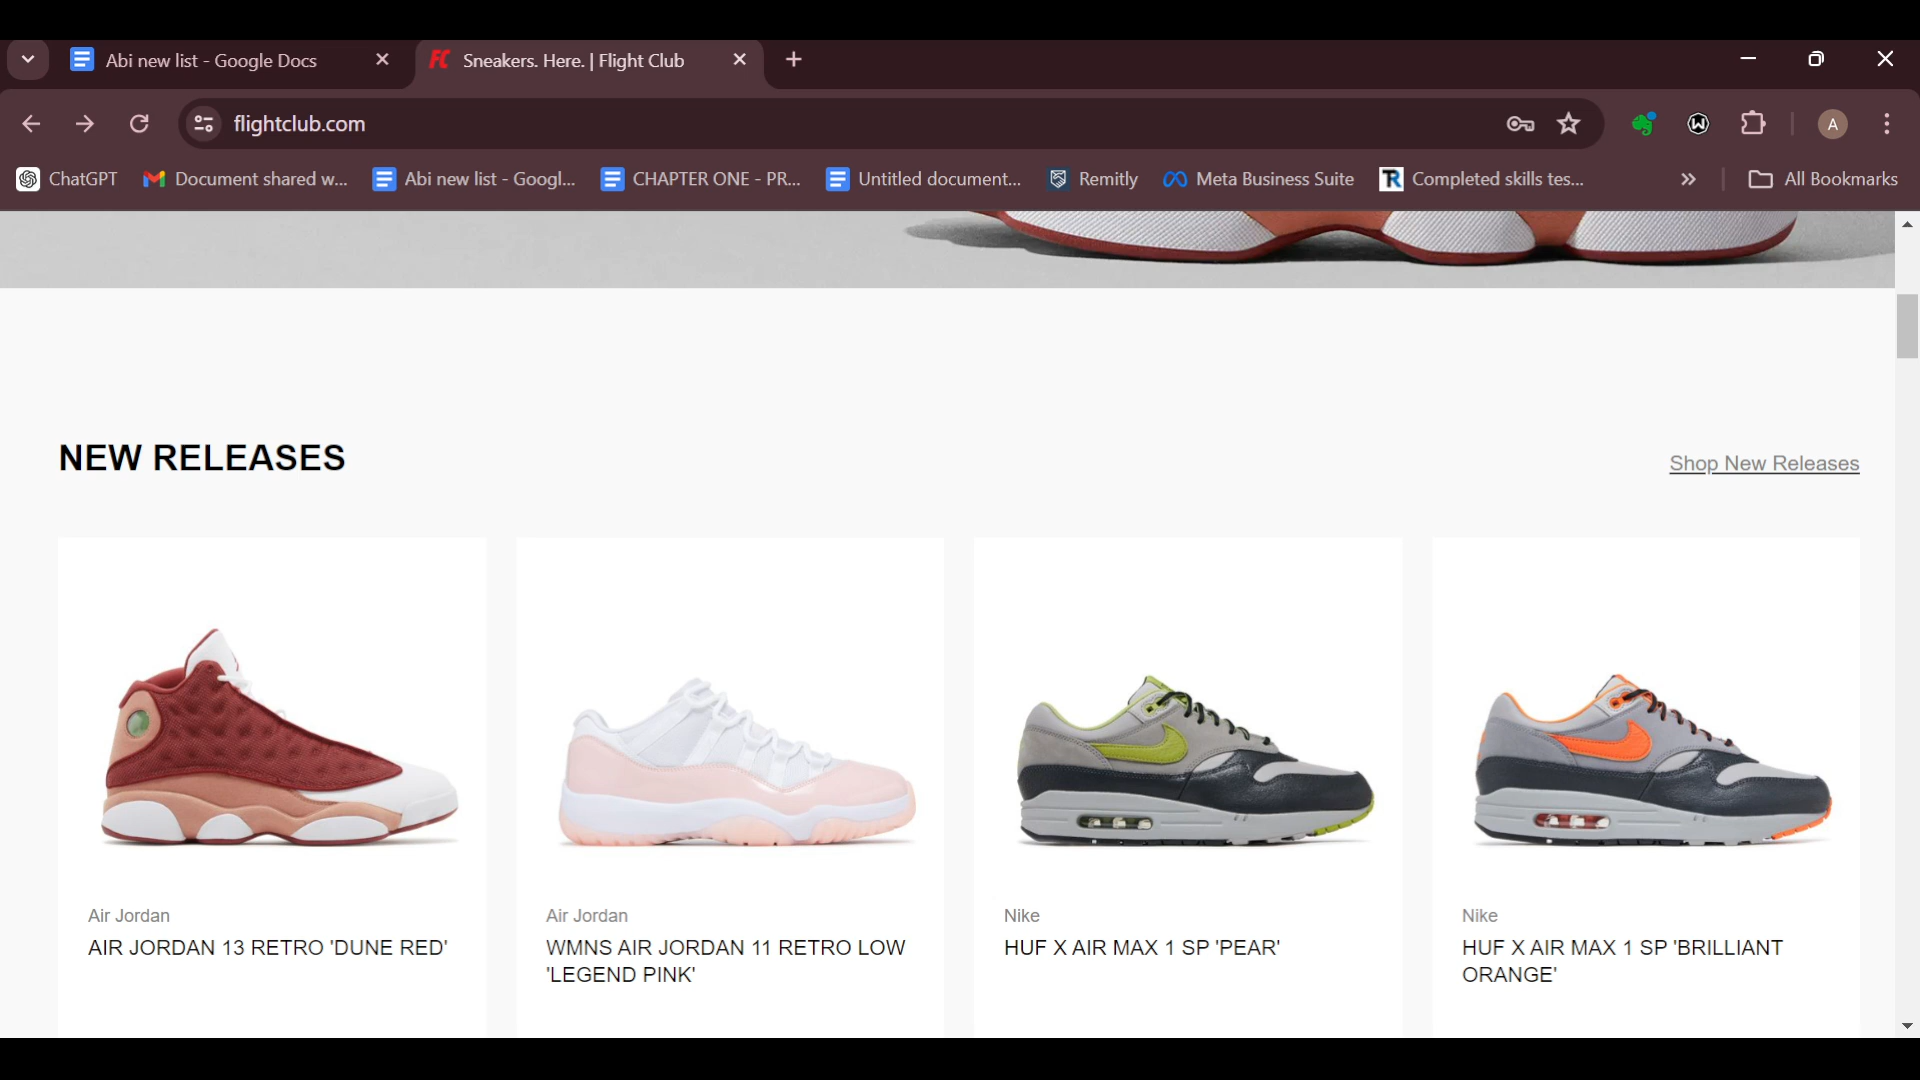 Abi new list - Google Docs
FC Sneakers. Here. | Flight Club
flightclub.com
A
ChatGPT
Document shared w...
Abi new list - Googl...
CHAPTER ONE - PR...
Untitled document...
Remitly
Meta Business Suite
TR Completed skills tes...
All Bookmarks
NEW RELEASES
Shop New Releases
Air Jordan
AIR JORDAN 13 RETRO 'DUNE RED'
Air Jordan
WMNS AIR JORDAN 11 RETRO LOW
'LEGEND PINK'
Nike
HUF X AIR MAX 1 SP 'PEAR'
Nike
HUF X AIR MAX 1 SP 'BRILLIANT
ORANGE'